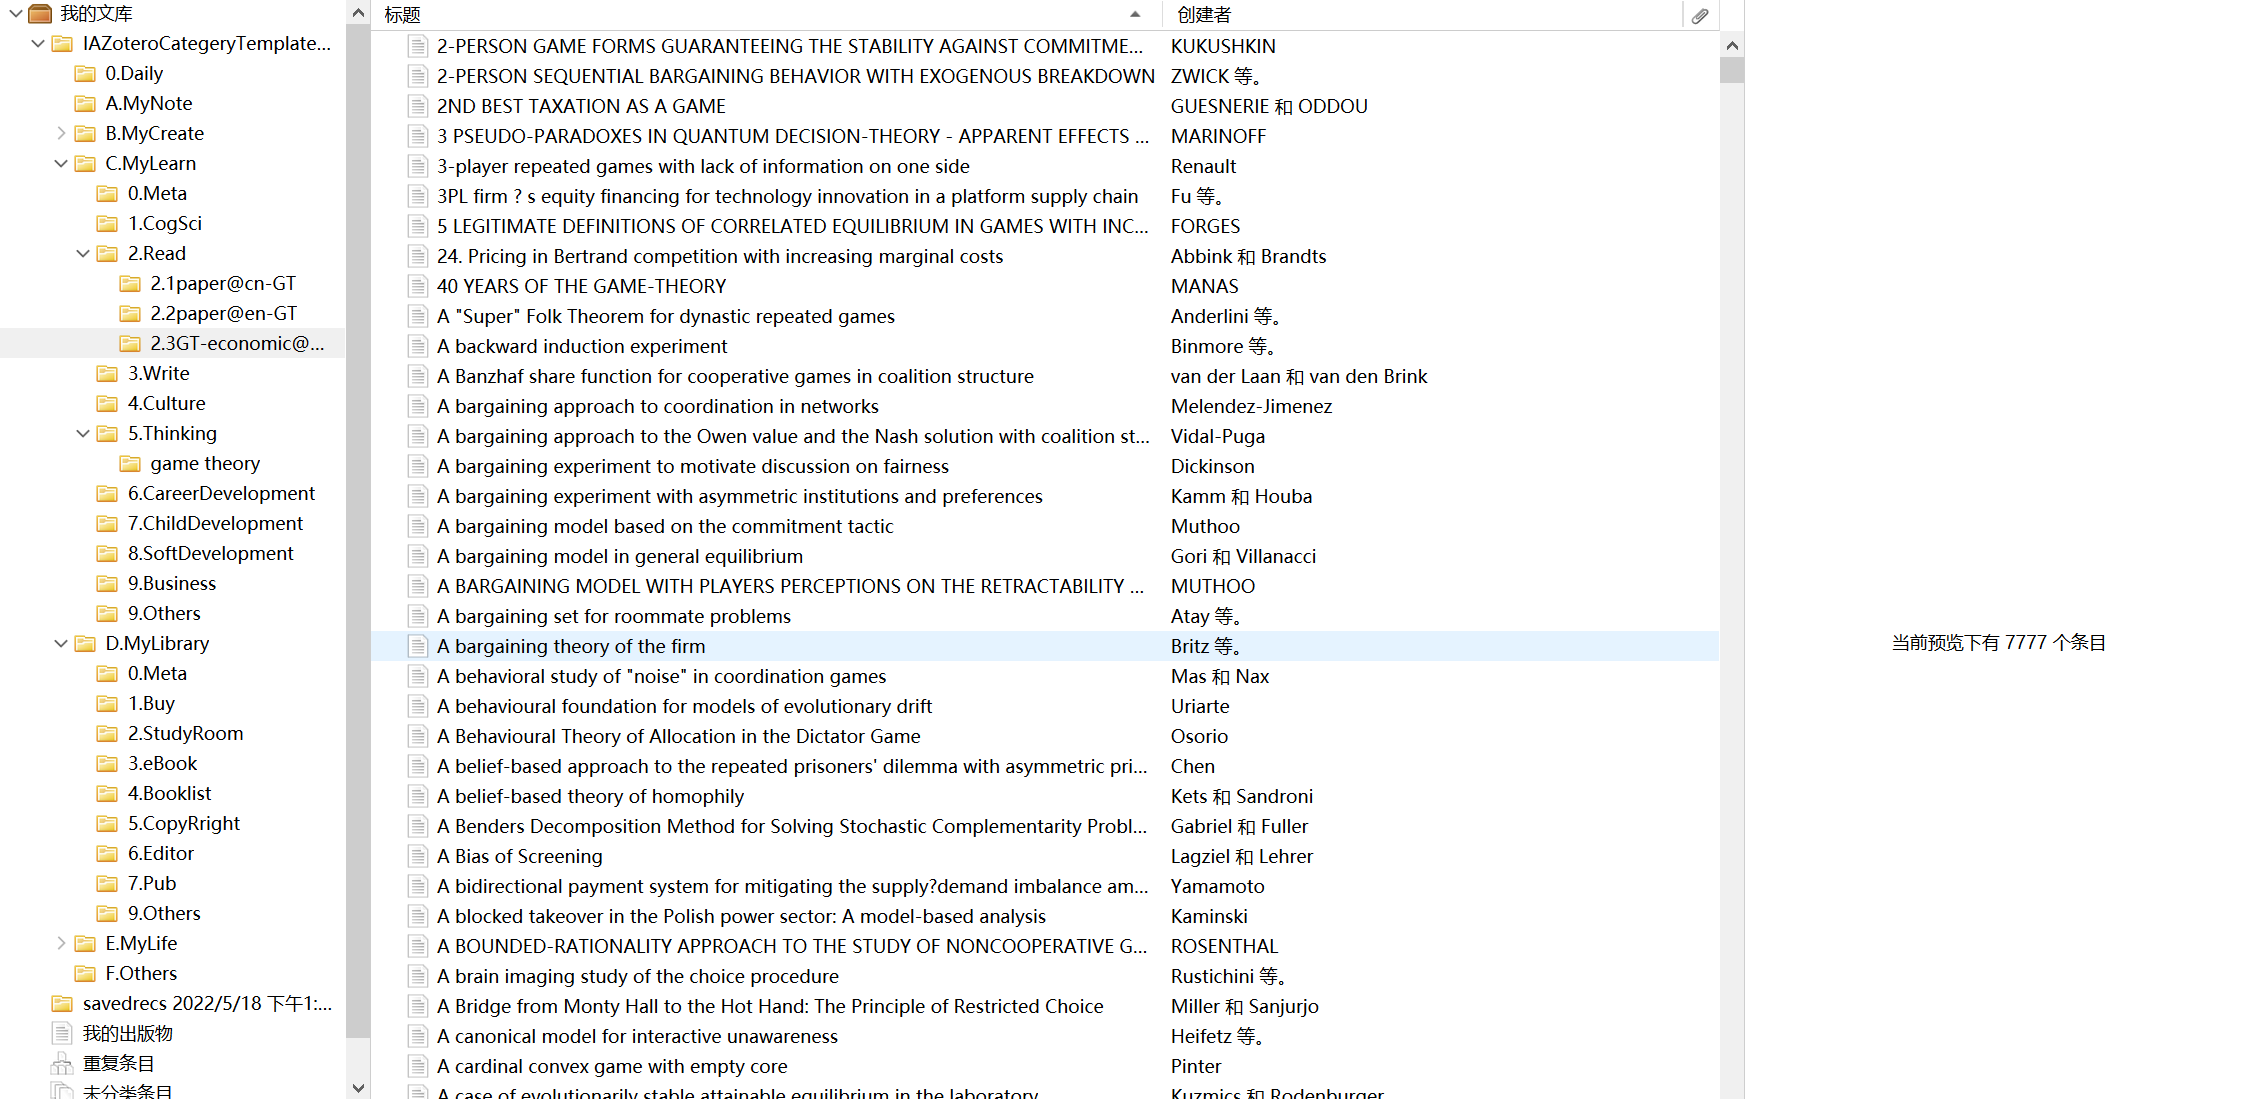 我的文库
IAZoteroCategeryTemplate...
0.Daily
A.MyNote
B.MyCreate
C.MyLearn
0.Meta
1.CogSci
2.Read
2.1paper@cn-GT
2.2paper@en-GT
2.3GT-economic@...
3.Write
4.Culture
5.Thinking
game theory
6.CareerDevelopment
7.ChildDevelopment
8.SoftDevelopment
9.Business
9.Others
D.MyLibrary
0.Meta
1.Buy
2.StudyRoom
3.eBook
4.Booklist
5.CopyRright
6.Editor
7.Pub
9.Others
E.MyLife
F.Others
savedrecs 2022/5/18 下午1:...
我的出版物
重复条目
未分类条目
标题 创建者
2-PERSON GAME FORMS GUARANTEEING THE STABILITY AGAINST COMMITME... KUKUSHKIN
2-PERSON SEQUENTIAL BARGAINING BEHAVIOR WITH EXOGENOUS BREAKDOWN ZWICK 等。
2ND BEST TAXATION AS A GAME GUESNERIE 和 ODDOU
3 PSEUDO-PARADOXES IN QUANTUM DECISION-THEORY - APPARENT EFFECTS ... MARINOFF
3-player repeated games with lack of information on one side Renault
3PL firm ? s equity financing for technology innovation in a platform supply chain Fu 等。
5 LEGITIMATE DEFINITIONS OF CORRELATED EQUILIBRIUM IN GAMES WITH INC... FORGES
24. Pricing in Bertrand competition with increasing marginal costs Abbink 和 Brandts
40 YEARS OF THE GAME-THEORY MANAS
A "Super" Folk Theorem for dynastic repeated games Anderlini 等。
A backward induction experiment Binmore 等。
A Banzhaf share function for cooperative games in coalition structure van der Laan 和 van den Brink
A bargaining approach to coordination in networks Melendez-Jimenez
A bargaining approach to the Owen value and the Nash solution with coalition st... Vidal-Puga
A bargaining experiment to motivate discussion on fairness Dickinson
A bargaining experiment with asymmetric institutions and preferences Kamm 和 Houba
A bargaining model based on the commitment tactic Muthoo
A bargaining model in general equilibrium Gori 和 Villanacci
A BARGAINING MODEL WITH PLAYERS PERCEPTIONS ON THE RETRACTABILITY ... MUTHOO
A bargaining set for roommate problems Atay 等。
A bargaining theory of the firm Britz 等。
A behavioral study of "noise" in coordination games Mas 和 Nax
A behavioural foundation for models of evolutionary drift Uriarte
A Behavioural Theory of Allocation in the Dictator Game Osorio
A belief-based approach to the repeated prisoners' dilemma with asymmetric pri... Chen
A belief-based theory of homophily Kets 和 Sandroni
A Benders Decomposition Method for Solving Stochastic Complementarity Probl... Gabriel 和 Fuller
A Bias of Screening Lagziel 和 Lehrer
A bidirectional payment system for mitigating the supply?demand imbalance am... Yamamoto
A blocked takeover in the Polish power sector: A model-based analysis Kaminski
A BOUNDED-RATIONALITY APPROACH TO THE STUDY OF NONCOOPERATIVE G... ROSENTHAL
A brain imaging study of the choice procedure Rustichini 等。
A Bridge from Monty Hall to the Hot Hand: The Principle of Restricted Choice Miller 和 Sanjurjo
A canonical model for interactive unawareness Heifetz 等。
A cardinal convex game with empty core Pinter
A case of evolutionarily stable attainable equilibrium in the laboratory Kuzmics 和 Rodenburger
当前预览下有 7777 个条目